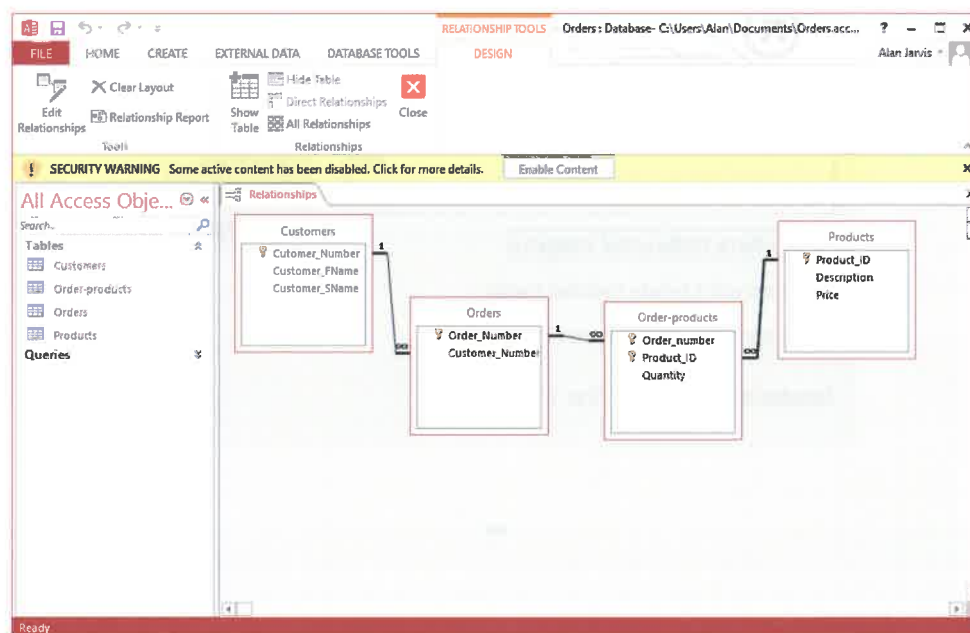 RELATIONSHIP TOOLS Orders : Database- C:\Users\Alan\Documents\Orders.acc... ?
FILE HOME CREATE EXTERNAL DATA DATABASE TOOLS DESIGN Alan Jarvis
Edit Relationships
Clear Layout
Relationship Report
Tools
Show Table
Hide Table
Direct Relationships
All Relationships
Relationships
Close
SECURITY WARNING Some active content has been disabled. Click for more details. Enable Content
All Access Obje...
Search..
Tables
Customers
Order-products
Orders
Products
Queries
Relationships
Customers
Cutomer_Number
Customer_FName
Customer_SName
1
∞
Orders
Order_Number
Customer_Number
1
∞
Order-products
Order_number
Product_ID
Quantity
1
∞
Products
Product_ID
Description
Price
Ready